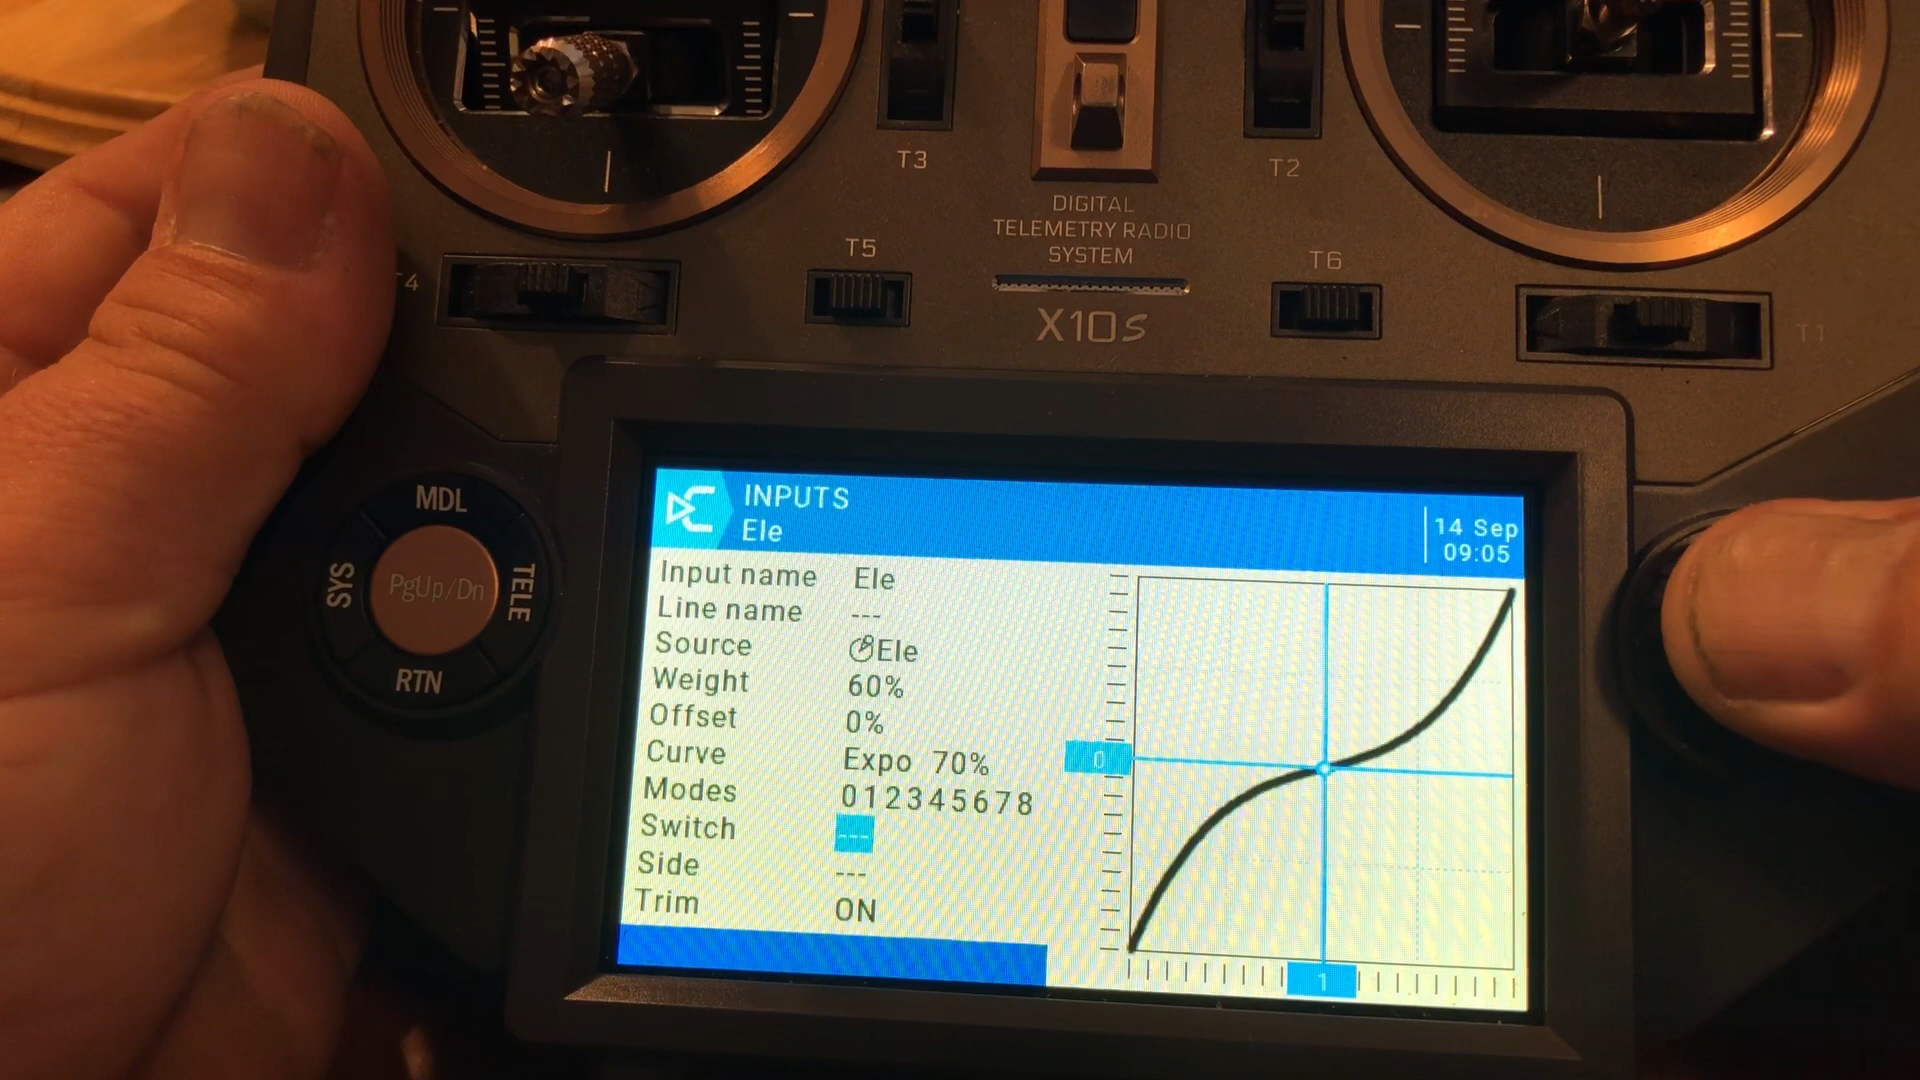 T3
T2
DIGITAL
TELEMETRY RADIO
SYSTEM
T4
T5
T6
T1
X10S
MDL
SYS
PgUp/Dn
TELE
RTN
INPUTS
Ele
14 Sep
09:05
Input name Ele
Line name ---
Source Ele
Weight 60%
Offset 0%
Curve Expo 70%
Modes 012345678
Switch ---
Side ---
Trim ON
0
1